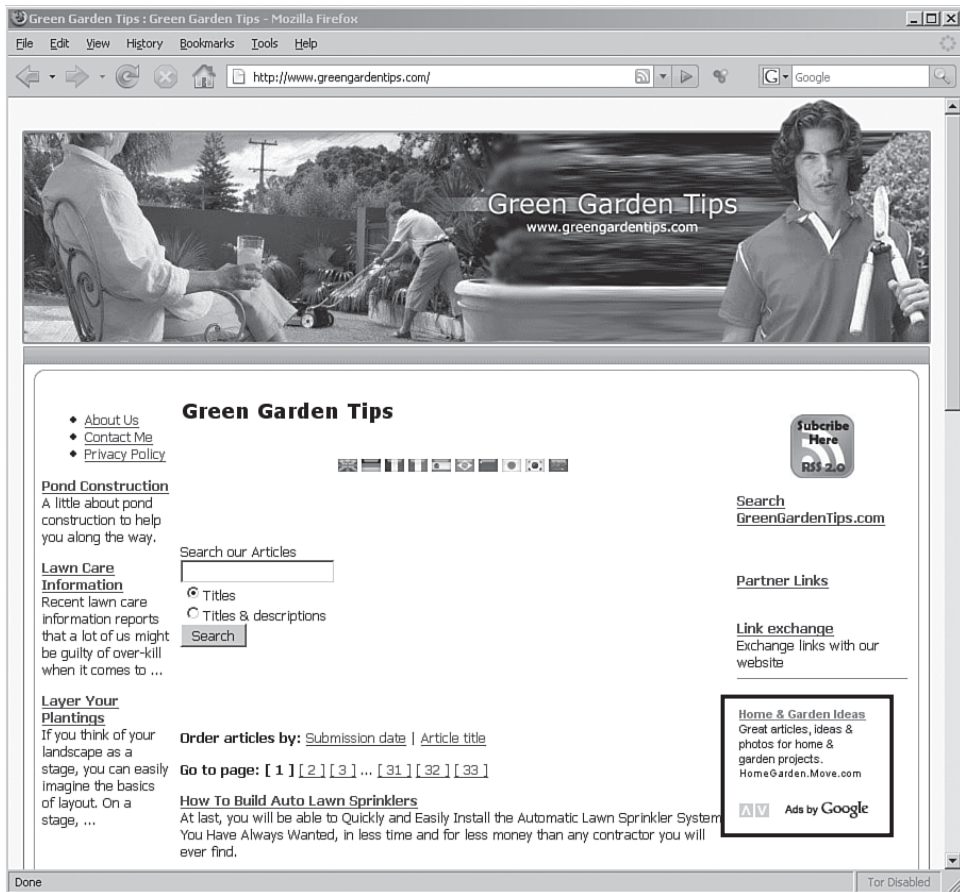 Green Garden Tips : Green Garden Tips - Mozilla Firefox
File Edit View History Bookmarks Tools Help
http://www.greengardentips.com/
G Google
Green Garden Tips
www.greengardentips.com
About Us
Contact Me
Privacy Policy
Pond Construction
A little about pond
construction to help
you along the way.
Lawn Care
Information
Recent lawn care
information reports
that a lot of us might
be guilty of over-kill
when it comes to ...
Layer Your
Plantings
If you think of your
landscape as a
stage, you can easily
imagine the basics
of layout. On a
stage, ...
Green Garden Tips
Search our Articles
Titles
Titles & descriptions
Search
Order articles by: Submission date | Article title
Go to page: [ 1 ] [ 2 ] [ 3 ] ... [ 31 ] [ 32 ] [ 33 ]
How To Build Auto Lawn Sprinklers
At last, you will be able to Quickly and Easily Install the Automatic Lawn Sprinkler System
You Have Always Wanted, in less time and for less money than any contractor you will
ever find.
Subcribe
Here
RSS 2.0
Search
GreenGardenTips.com
Partner Links
Link exchange
Exchange links with our
website
Home & Garden Ideas
Great articles, ideas &
photos for home &
garden projects.
HomeGarden.Move.com
Ads by Google
Done
Tor Disabled